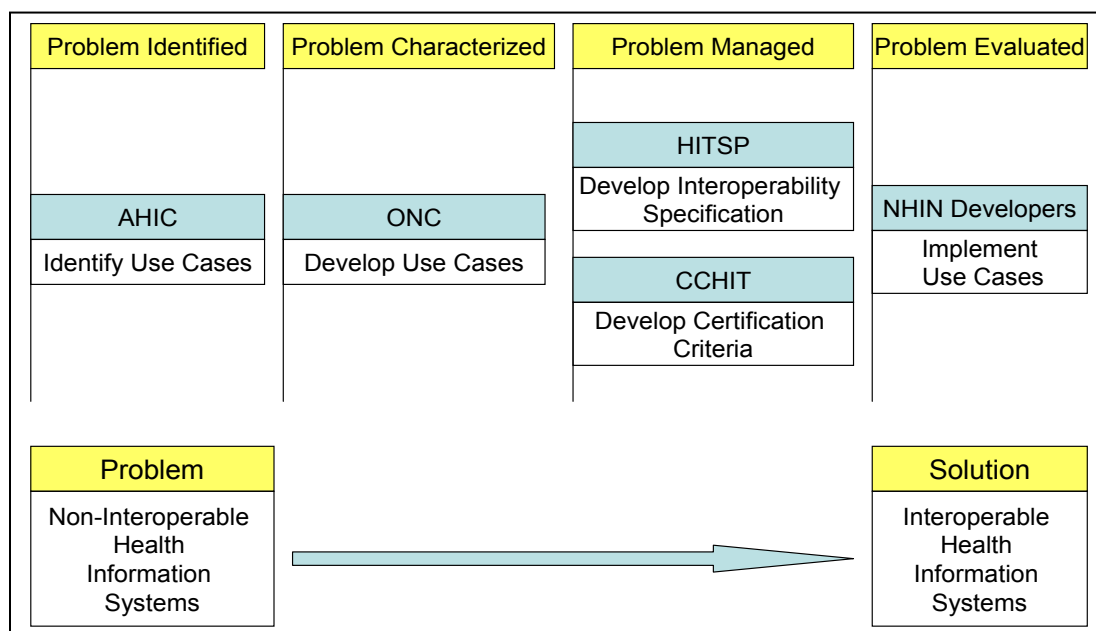 Problem Identified
Problem Characterized
Problem Managed
Problem Evaluated
AHIC
Identify Use Cases
ONC
Develop Use Cases
HITSP
Develop Interoperability
Specification
CCHIT
Develop Certification
Criteria
NHIN Developers
Implement
Use Cases
Problem
Non-Interoperable
Health
Information
Systems
Solution
Interoperable
Health
Information
Systems